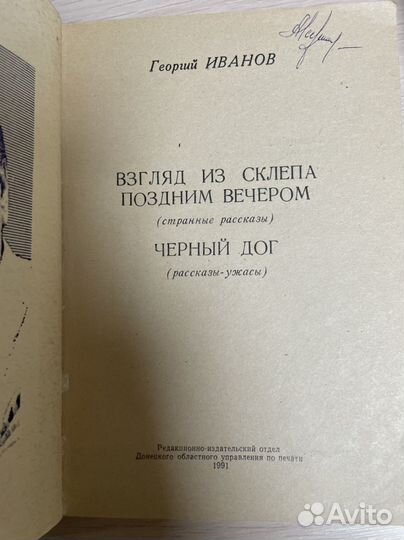 Георгий ИВАНОВ
ВЗГЛЯД ИЗ СКЛЕПА
ПОЗДНИМ ВЕЧЕРОМ
(странные рассказы)
ЧЕРНЫЙ ДОГ
(рассказы-ужасы)
Редакционно-издательский отдел
Донецкого областного управления по печати
1991
Avito